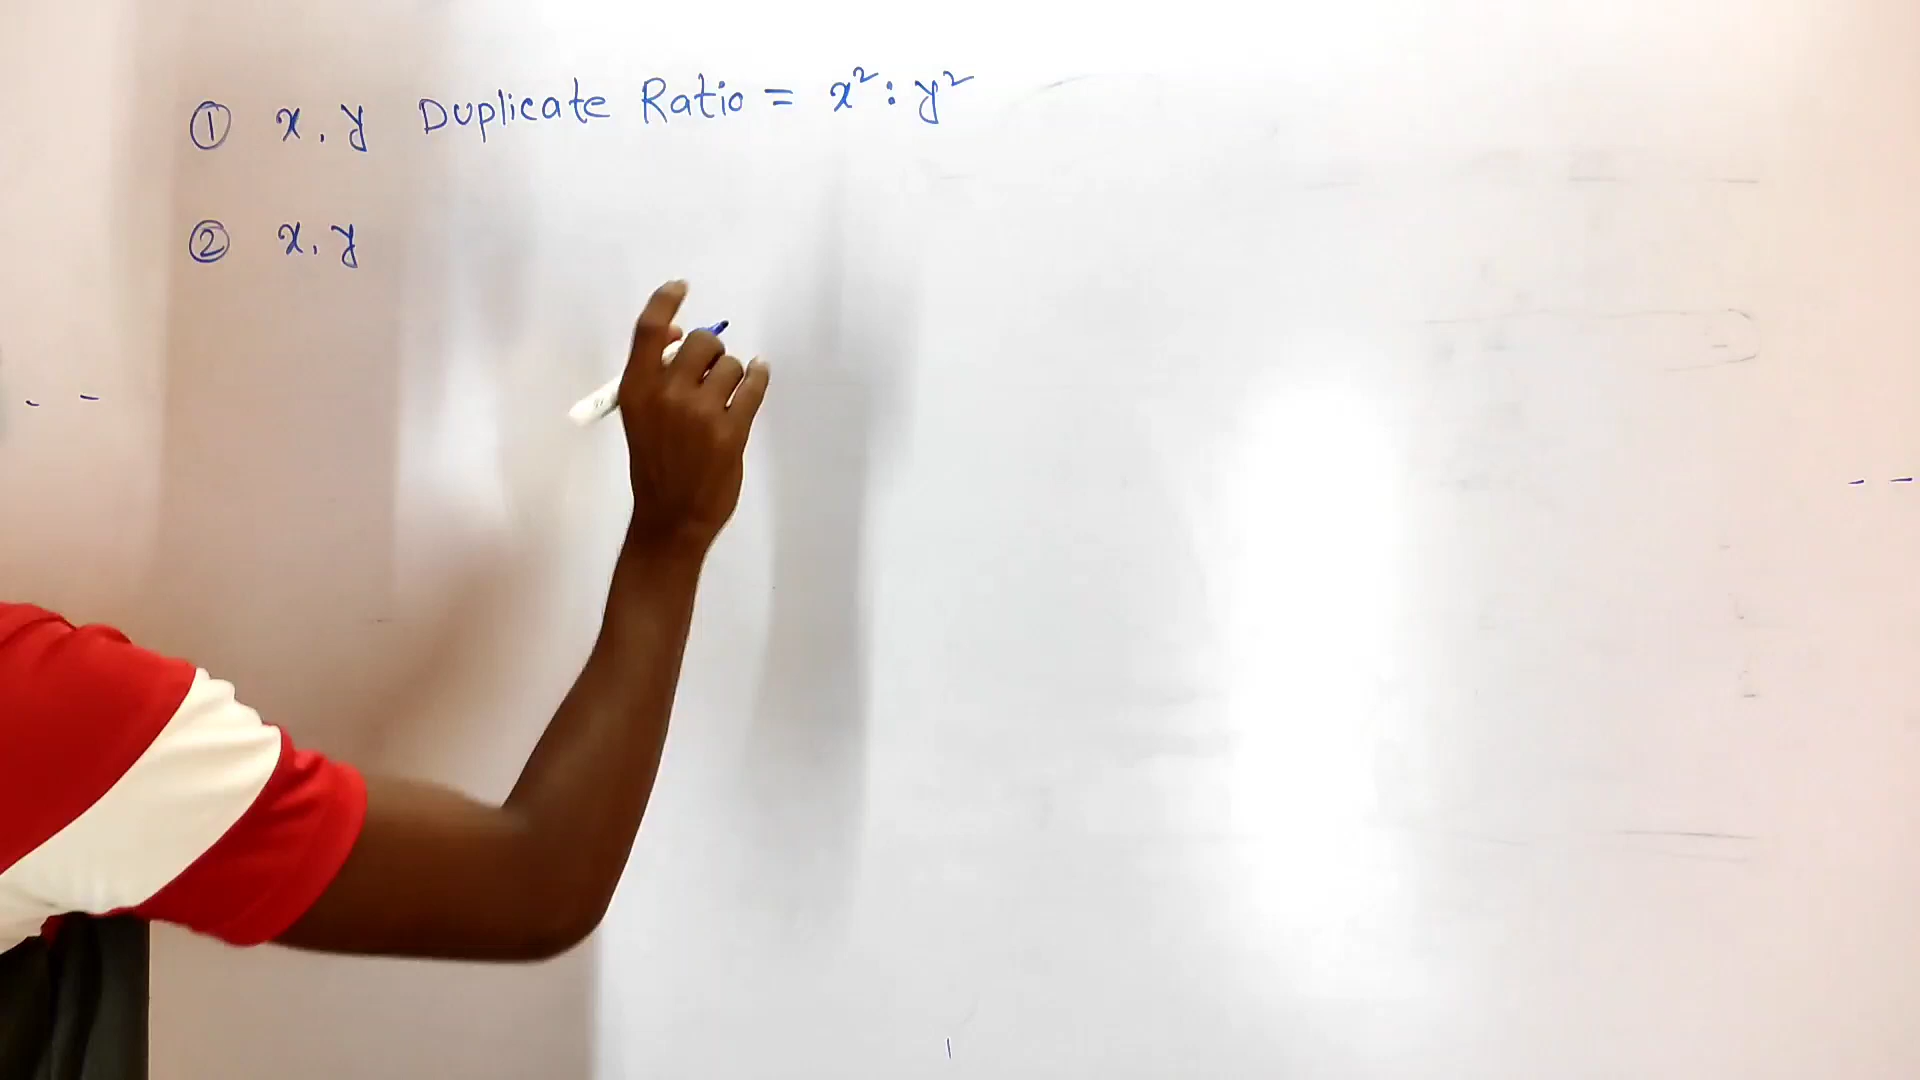 ① x, y Duplicate Ratio = x² : y²
② x, y